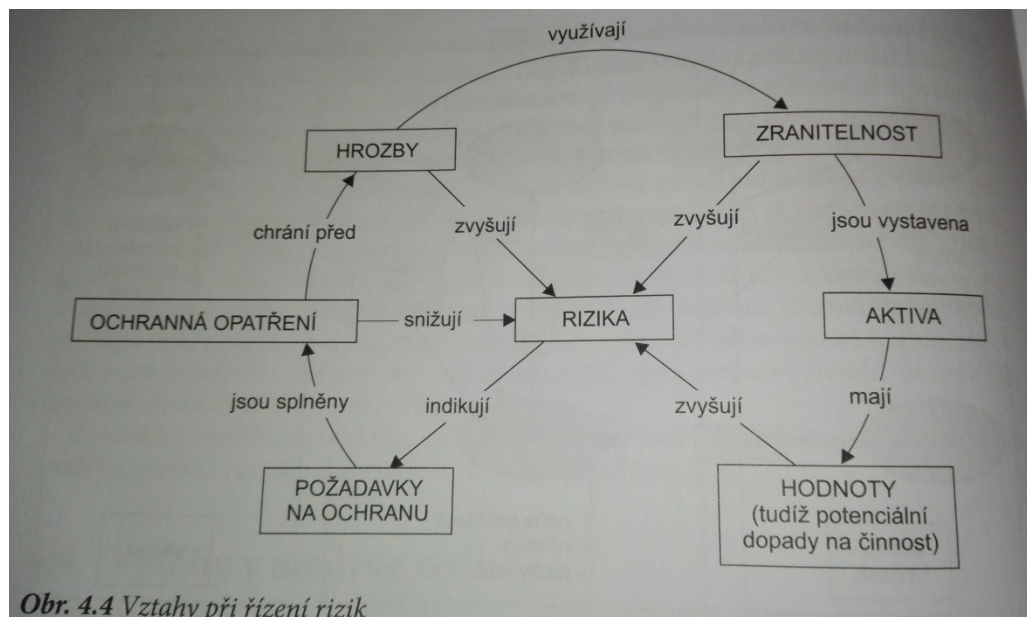 využívají
HROZBY
ZRANITELNOST
chrání před
zvyšují
zvyšují
jsou vystavena
OCHRANNÁ OPATŘENÍ
snižují
RIZIKA
AKTIVA
jsou splněny
indikují
zvyšují
mají
POŽADAVKY
NA OCHRANU
HODNOTY
(tudíž potenciální
dopady na činnost)
Obr. 4.4 Vztahy při řízení rizik